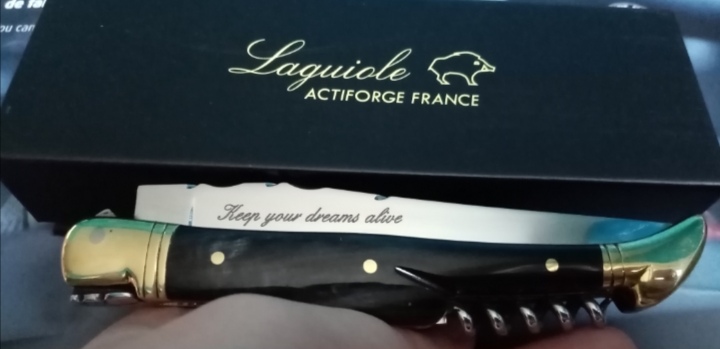 Laguiole
ACTIFORGE FRANCE
Keep your dreams alive